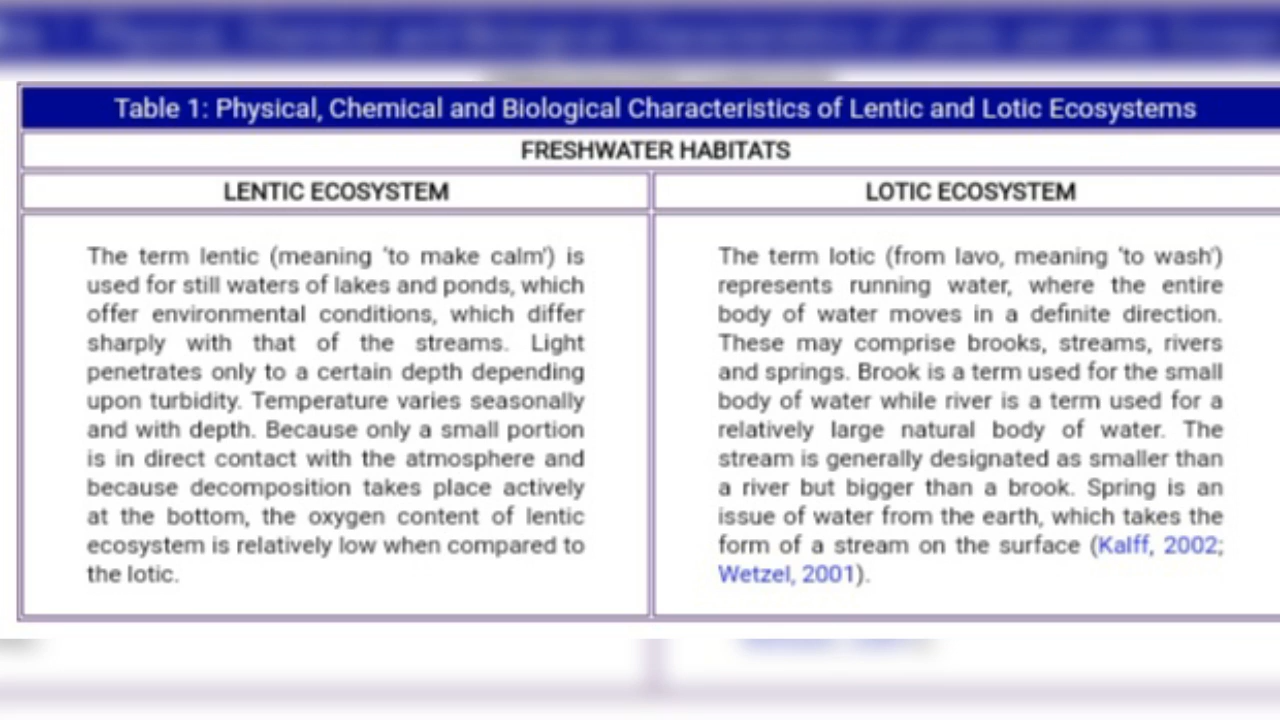 Table 1: Physical, Chemical and Biological Characteristics of Lentic and Lotic Ecosystems
FRESHWATER HABITATS
LENTIC ECOSYSTEM
The term lentic (meaning 'to make calm') is
used for still waters of lakes and ponds, which
offer environmental conditions, which differ
sharply with that of the streams. Light
penetrates only to a certain depth depending
upon turbidity. Temperature varies seasonally
and with depth. Because only a small portion
is in direct contact with the atmosphere and
because decomposition takes place actively
at the bottom, the oxygen content of lentic
ecosystem is relatively low when compared to
the lotic.
LOTIC ECOSYSTEM
The term lotic (from lavo, meaning 'to wash')
represents running water, where the entire
body of water moves in a definite direction.
These may comprise brooks, streams, rivers
and springs. Brook is a term used for the small
body of water while river is a term used for a
relatively large natural body of water. The
stream is generally designated as smaller than
a river but bigger than a brook. Spring is an
issue of water from the earth, which takes the
form of a stream on the surface (Kalff, 2002;
Wetzel, 2001).